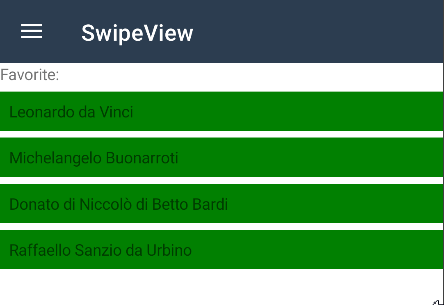 SwipeView
Favorite:
Leonardo da Vinci
Michelangelo Buonarroti
Donato di Niccolò di Betto Bardi
Raffaello Sanzio da Urbino